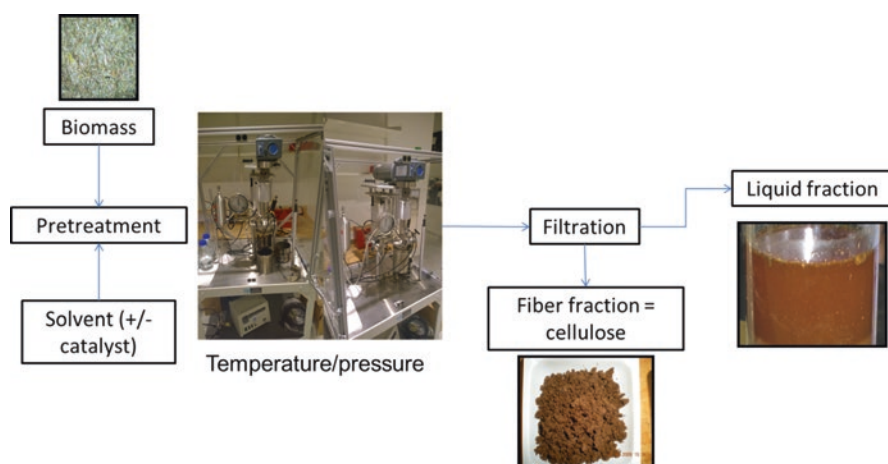 Biomass
Pretreatment
Solvent (+/-
catalyst)
Temperature/pressure
Filtration
Fiber fraction =
cellulose
Liquid fraction